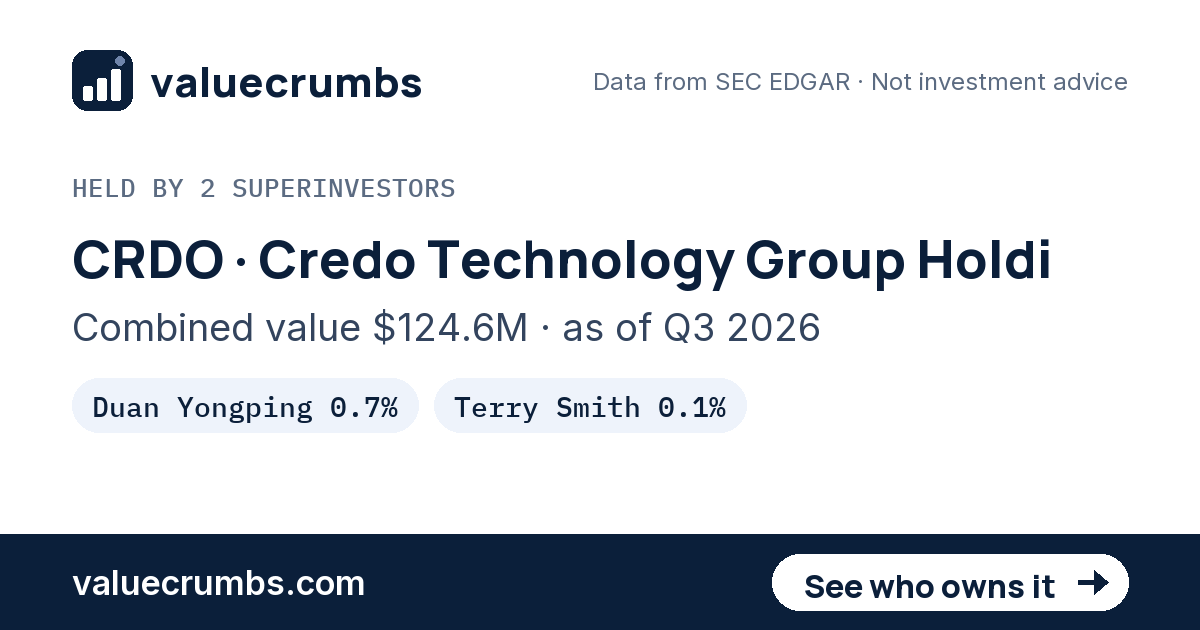 valuecrumbs
Data from SEC EDGAR · Not investment advice
HELD BY 2 SUPERINVESTORS
CRDO · Credo Technology Group Holdi
Combined value $124.6M · as of Q3 2026
Duan Yongping 0.7%
Terry Smith 0.1%
valuecrumbs.com
See who owns it →